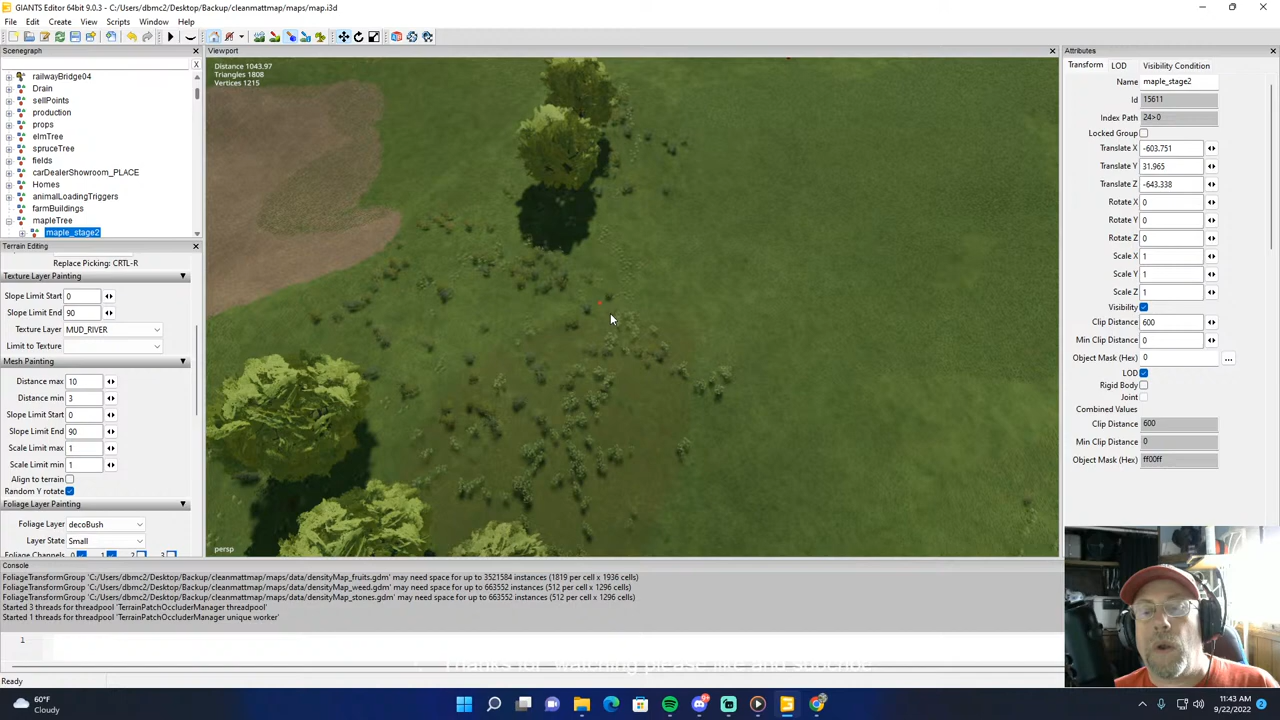 GIANTS Editor 64bit 9.0.3 - C:/Users/dbmc2/Desktop/Backup/cleanmattmap/maps/map.i3d
File Edit Create View Scripts Window Help
Scenegraph
X
railwayBridge04
Drain
sellPoints
production
props
elmTree
spruceTree
fields
carDealerShowroom_PLACE
Homes
animalLoadingTriggers
farmBuildings
mapleTree
maple_stage2
Terrain Editing
Replace Picking: CRTL-R
Texture Layer Painting
Slope Limit Start 0
Slope Limit End 90
Texture Layer MUD_RIVER
Limit to Texture
Mesh Painting
Distance max 10
Distance min 3
Slope Limit Start 0
Slope Limit End 90
Scale Limit max 1
Scale Limit min 1
Align to terrain
Random Y rotate
Foliage Layer Painting
Foliage Layer decoBush
Layer State Small
Foliage Channels 0 1 2 3
Viewport
Distance 1043.97
Triangles 1808
Vertices 1215
persp
Attributes
Transform LOD Visibility Condition
Name maple_stage2
Id 15611
Index Path 24>0
Locked Group
Translate X -603.751
Translate Y 31.965
Translate Z -643.338
Rotate X 0
Rotate Y 0
Rotate Z 0
Scale X 1
Scale Y 1
Scale Z 1
Visibility
Clip Distance 600
Min Clip Distance 0
Object Mask (Hex) 0 ...
LOD
Rigid Body
Joint
Combined Values
Clip Distance 600
Min Clip Distance 0
Object Mask (Hex) ff00ff
Console
FoliageTransformGroup 'C:/Users/dbmc2/Desktop/Backup/cleanmattmap/maps/data/densityMap_fruits.gdm' may need space for up to 3521584 instances (1819 per cell x 1936 cells)
FoliageTransformGroup 'C:/Users/dbmc2/Desktop/Backup/cleanmattmap/maps/data/densityMap_weed.gdm' may need space for up to 663552 instances (512 per cell x 1296 cells)
FoliageTransformGroup 'C:/Users/dbmc2/Desktop/Backup/cleanmattmap/maps/data/densityMap_stones.gdm' may need space for up to 663552 instances (512 per cell x 1296 cells)
Started 3 threads for threadpool 'TerrainPatchOccluderManager threadpool'
Started 1 threads for threadpool 'TerrainPatchOccluderManager unique worker'
1
Thanks for watching please like and
Ready
60°F
Cloudy
11:43 AM
9/22/2022